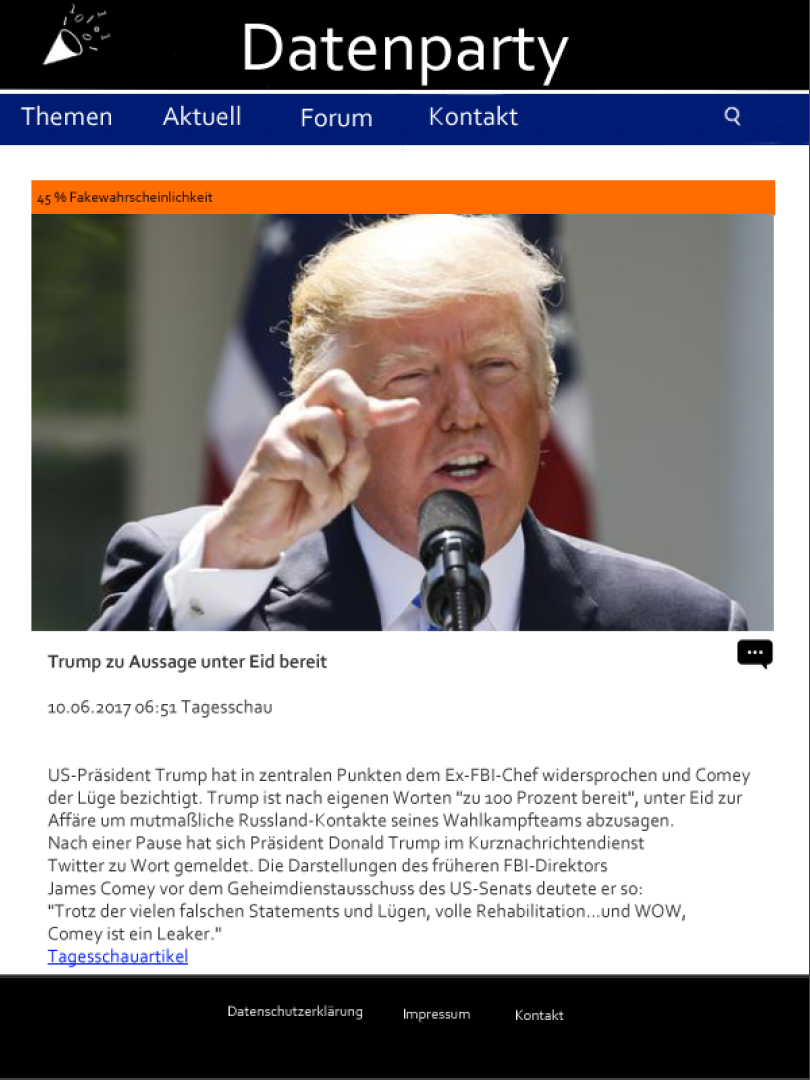 Datenparty
Themen Aktuell Forum Kontakt
45 % Fakewahrscheinlichkeit
Trump zu Aussage unter Eid bereit
10.06.2017 06:51 Tagesschau
US-Präsident Trump hat in zentralen Punkten dem Ex-FBI-Chef widersprochen und Comey
der Lüge bezichtigt. Trump ist nach eigenen Worten "zu 100 Prozent bereit", unter Eid zur
Affäre um mutmaßliche Russland-Kontakte seines Wahlkampfteams abzusagen.
Nach einer Pause hat sich Präsident Donald Trump im Kurznachrichtendienst
Twitter zu Wort gemeldet. Die Darstellungen des früheren FBI-Direktors
James Comey vor dem Geheimdienstausschuss des US-Senats deutete er so:
"Trotz der vielen falschen Statements und Lügen, volle Rehabilitation...und WOW,
Comey ist ein Leaker."
Tagesschauartikel
Datenschutzerklärung Impressum Kontakt